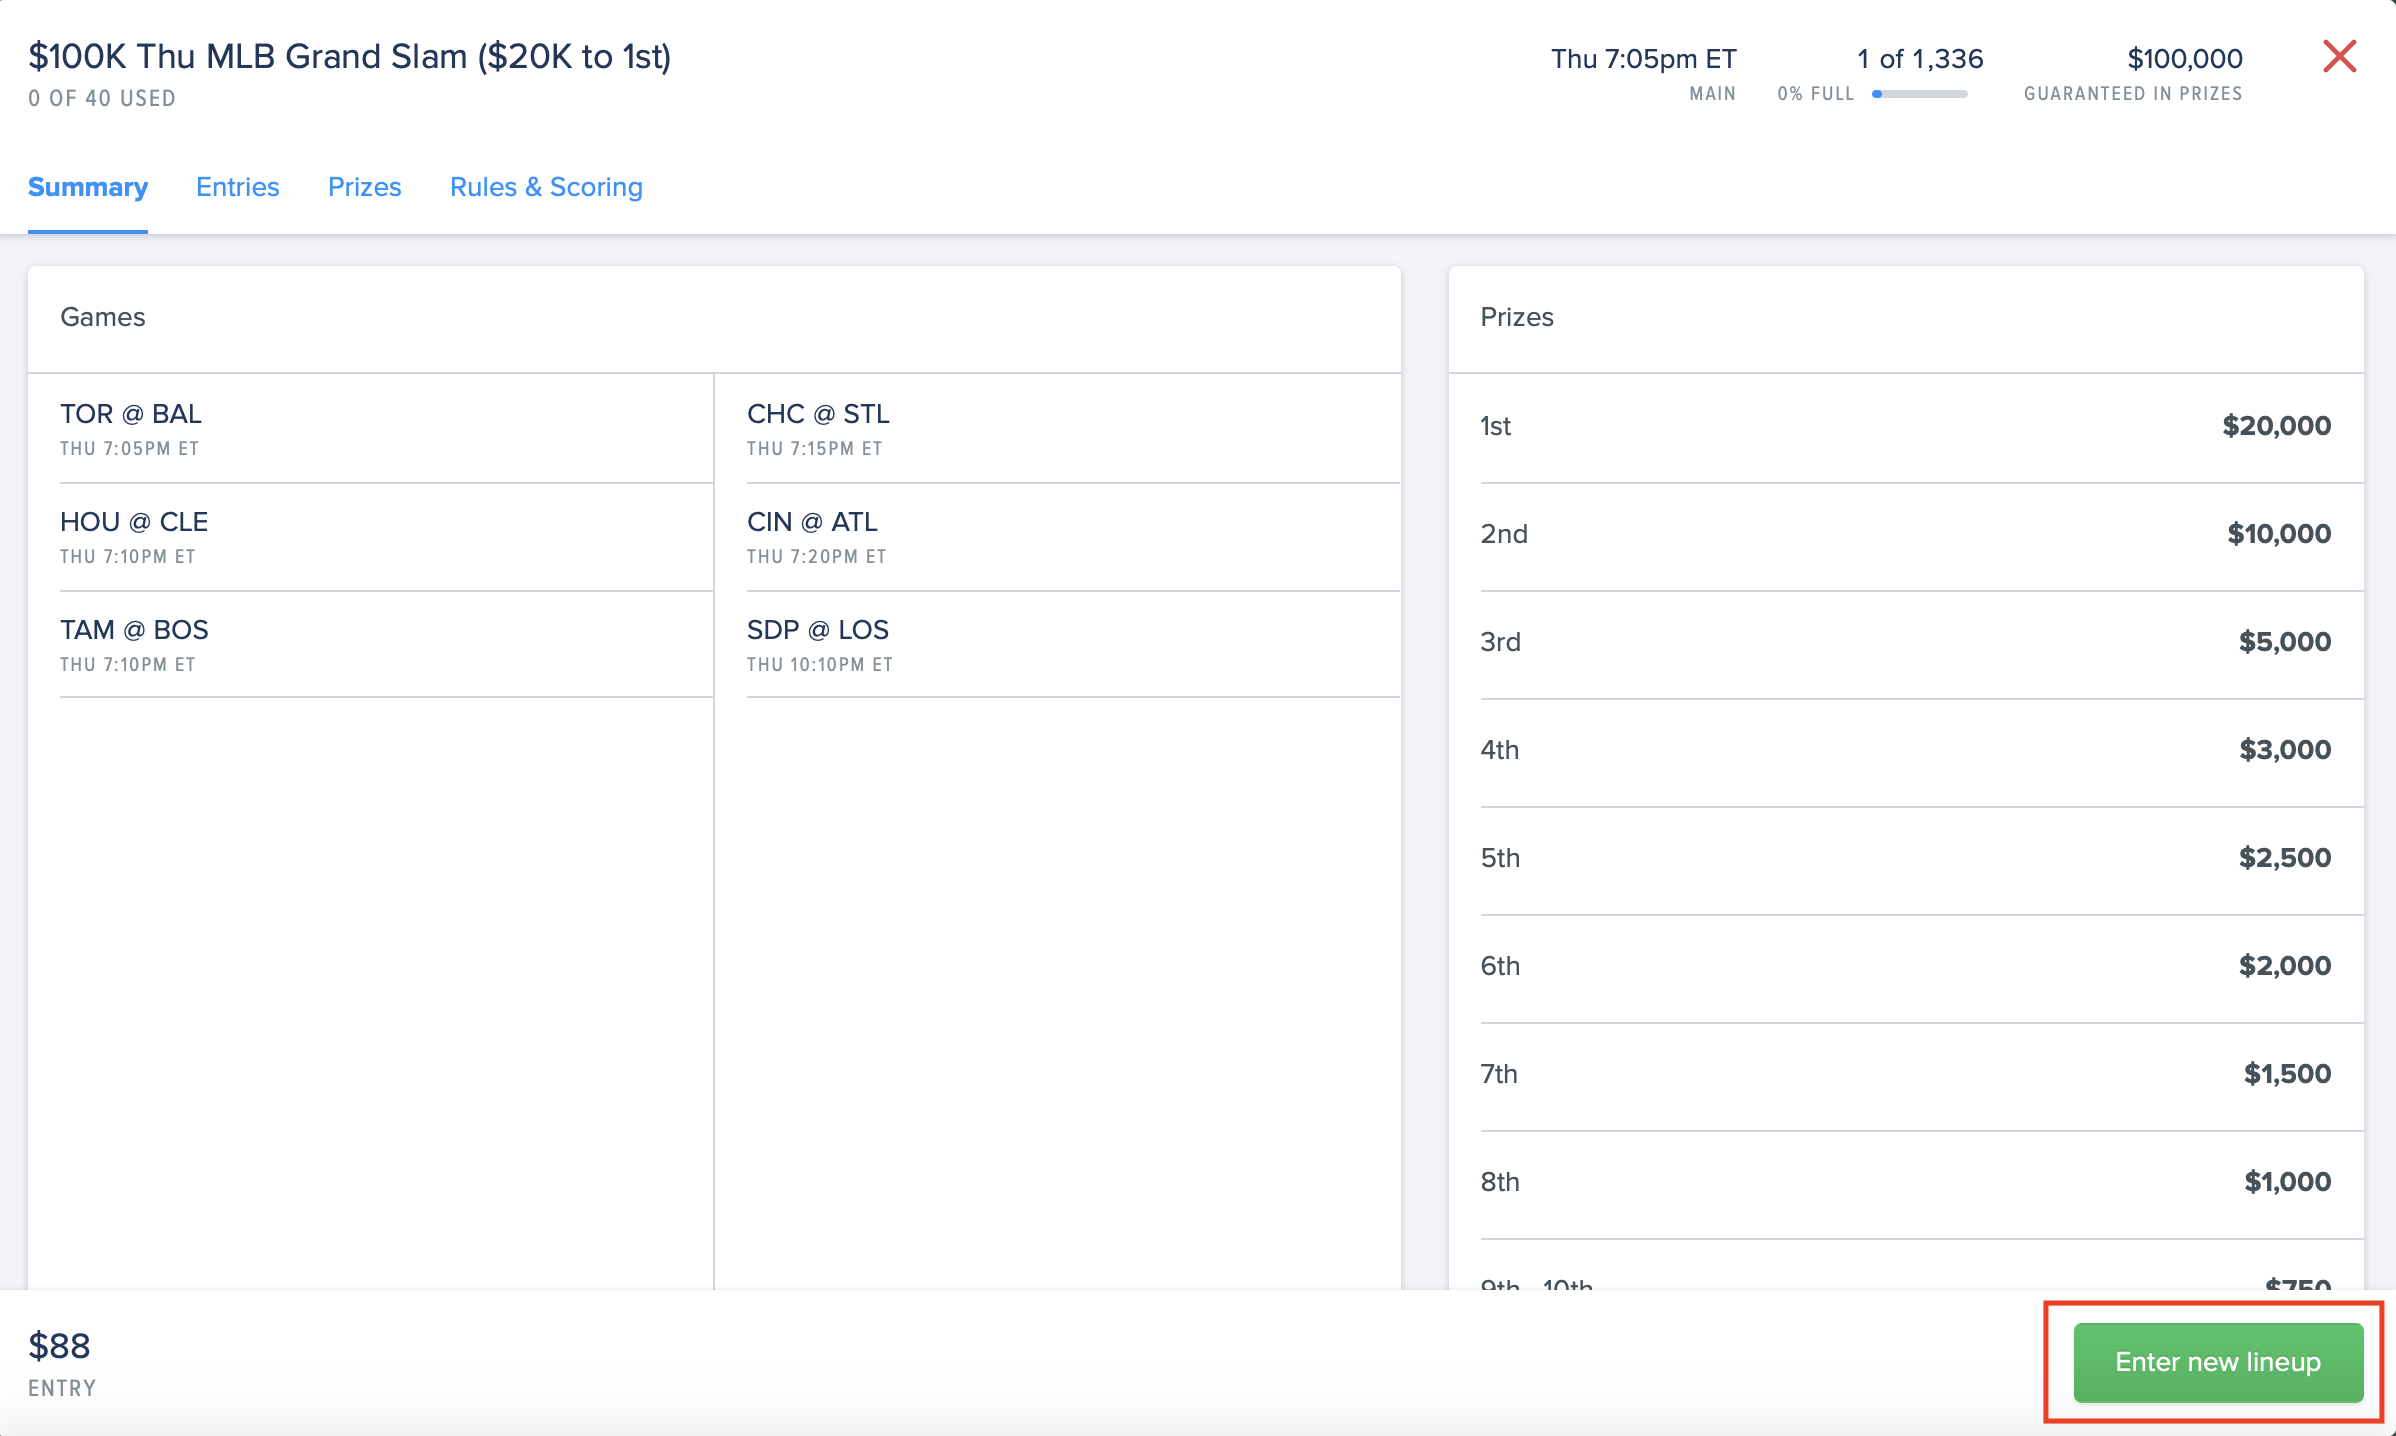 $100K Thu MLB Grand Slam ($20K to 1st)
0 OF 40 USED
Thu 7:05pm ET
MAIN
1 of 1,336
0% FULL
$100,000
GUARANTEED IN PRIZES
Summary Entries Prizes Rules & Scoring
Games
TOR @ BAL
THU 7:05PM ET
HOU @ CLE
THU 7:10PM ET
TAM @ BOS
THU 7:10PM ET
CHC @ STL
THU 7:15PM ET
CIN @ ATL
THU 7:20PM ET
SDP @ LOS
THU 10:10PM ET
Prizes
1st $20,000
2nd $10,000
3rd $5,000
4th $3,000
5th $2,500
6th $2,000
7th $1,500
8th $1,000
9th 10th $750
$88
ENTRY
Enter new lineup